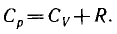 C_p = C_V + R.